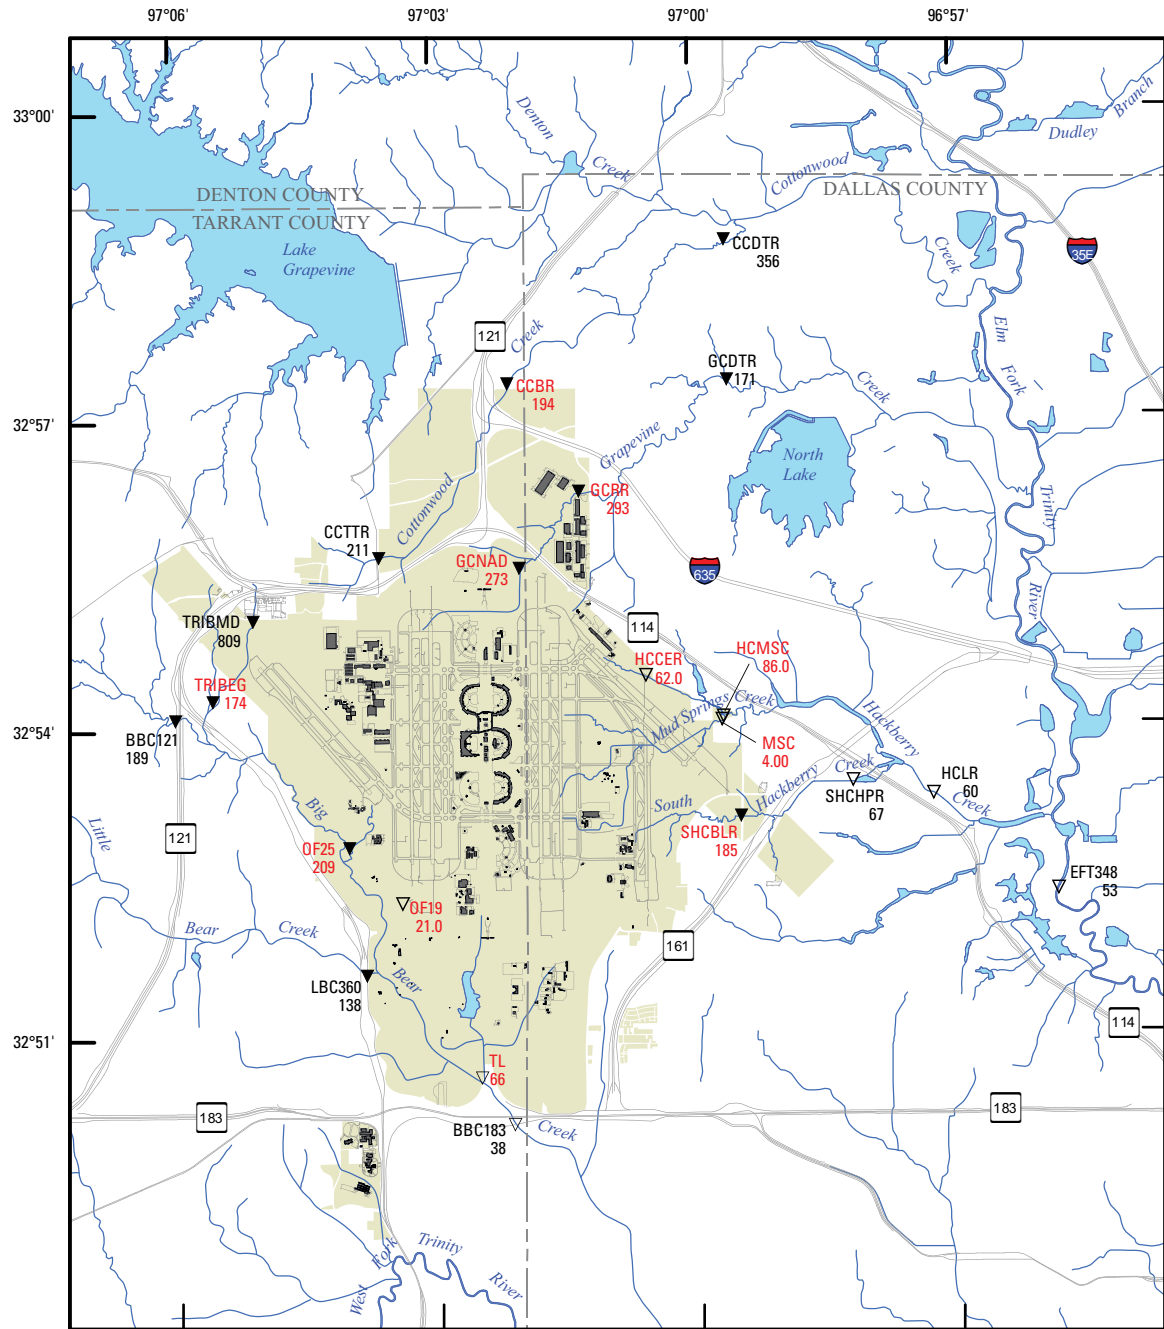 97°06'
97°03'
97°00'
96°57'
33°00'
Denton
Creek
Cottonwood
Dudley
Branch
DENTON COUNTY
TARRANT COUNTY
DALLAS COUNTY
Lake
Grapevine
CCDTR
356
Creek
35E
121
Creek
Elm
Fork
GCDTR
171
Creek
CCBR
194
32°57'
Grapevine
North
Lake
Cottonwood
GCRR
293
Trinity
CCTTR
211
GCNAD
273
635
River
TRIBMD
809
114
HCCER
62.0
HCMSC
86.0
TRIBEG
174
Mud Springs
Creek
Hackberry
32°54'
BBC121
189
MSC
4.00
Creek
Hackberry
HCLR
60
Creek
SHCHPR
67
Big
South
Little
121
SHCBLR
185
OF25
209
EFT348
53
OF19
21.0
Bear
Creek
161
Bear
LBC360
138
114
32°51'
TL
66
183
183
BBC183
38
Creek
Trinity
Fork
West
River